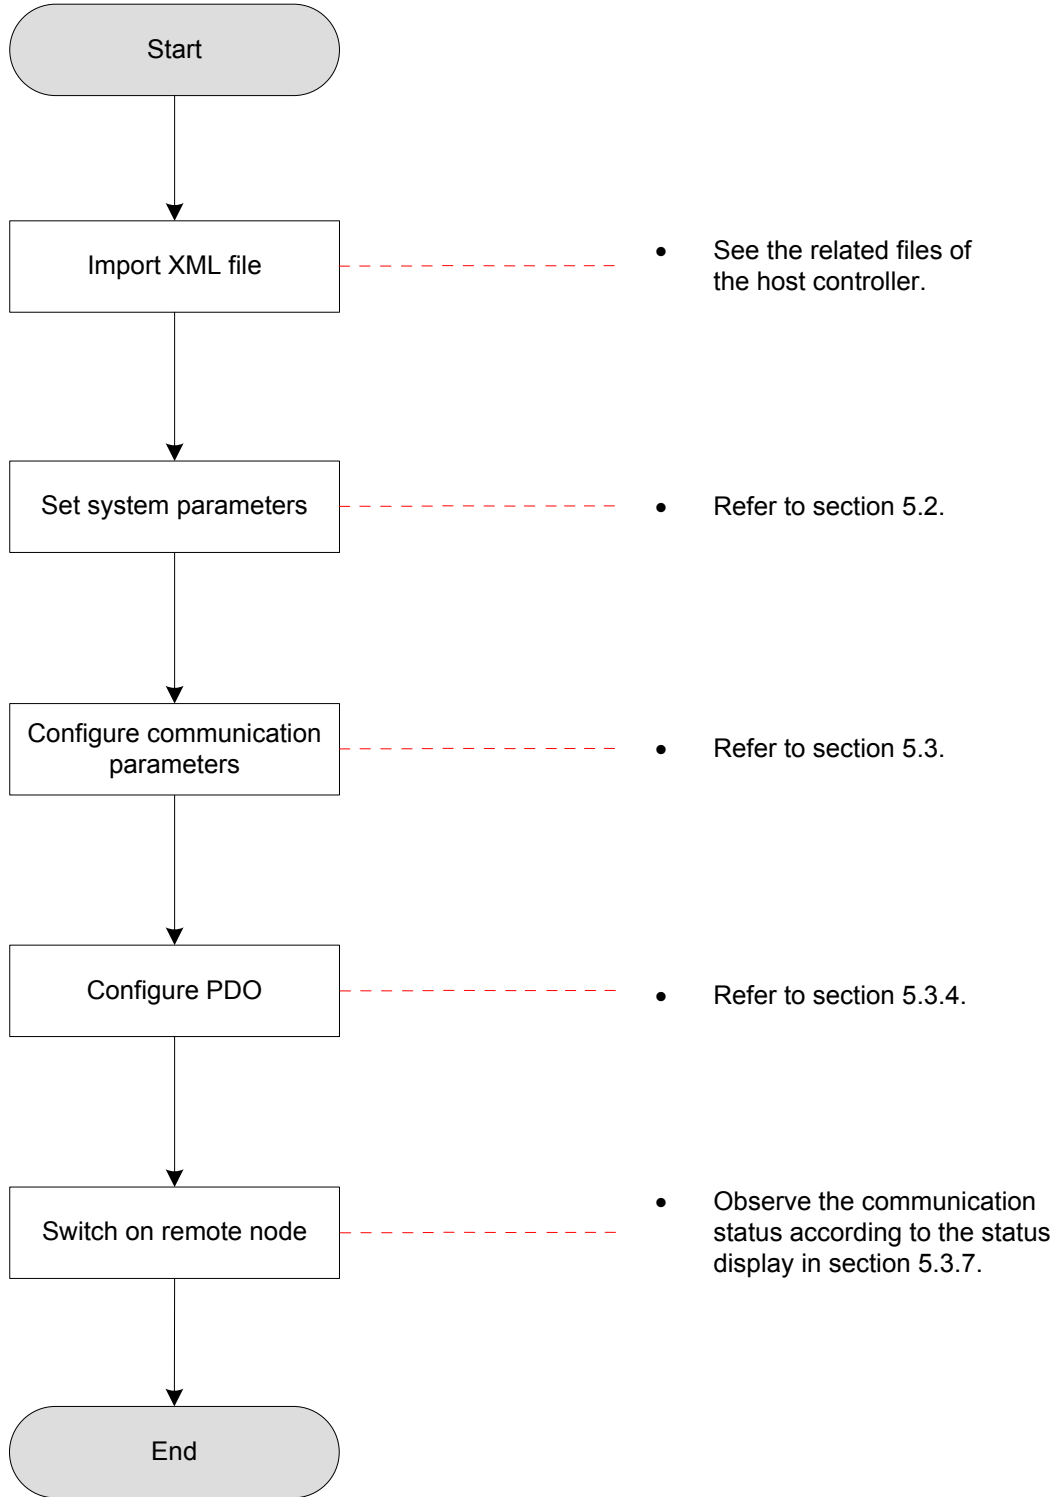 Start
Import XML file
• See the related files of
the host controller.
Set system parameters
• Refer to section 5.2.
Configure communication
parameters
• Refer to section 5.3.
Configure PDO
• Refer to section 5.3.4.
Switch on remote node
• Observe the communication
status according to the status
display in section 5.3.7.
End